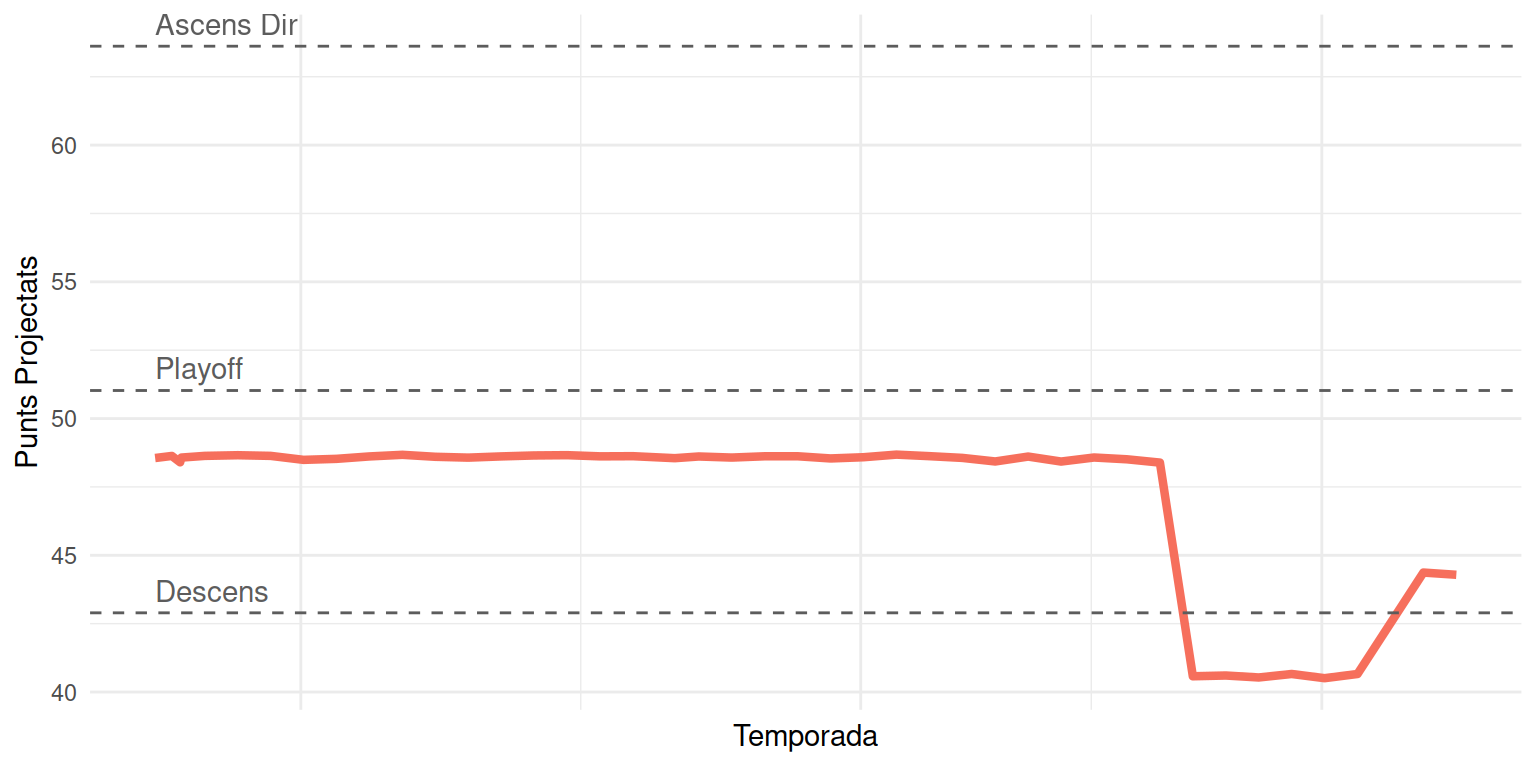 Ascens Dir
60
55
Playoff
50
45
Descens
40
Punts Projectats
Temporada